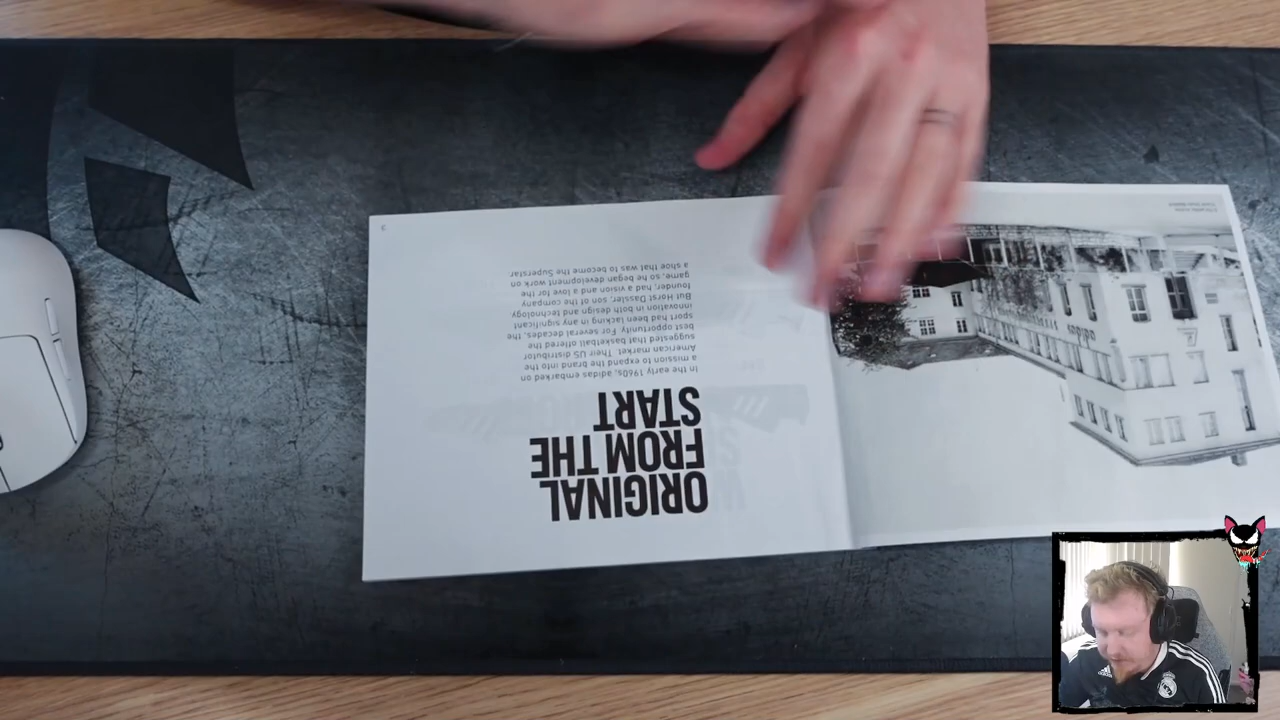 ORIGINAL
FROM THE
START
In the early 1960s, adidas embarked on
a mission to expand the brand into the
American market. Their US distributor
suggested that basketball offered the
best opportunity. For several decades, the
sport had been lacking in any significant
innovation in both design and technology.
But Horst Dassler, son of the company
founder, had a vision and a love for the
game, so he began development work on
a shoe that was to become the Superstar.
adidas